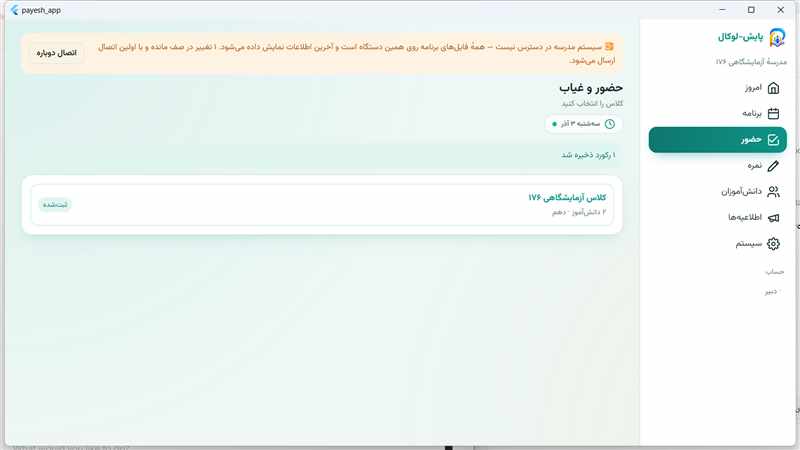 payesh_app
پایش-لوکال
مدرسهٔ آزمایشگاهی ۱۷۶
امروز
برنامه
حضور
نمره
دانش‌آموزان
اطلاعیه‌ها
سیستم
حساب
دبیر
سیستم مدرسه در دسترس نیست — همهٔ فایل‌های برنامه روی همین دستگاه است و آخرین اطلاعات نمایش داده می‌شود. ۱ تغییر در صف مانده و با اولین اتصال
ارسال می‌شود.
اتصال دوباره
حضور و غیاب
کلاس را انتخاب کنید
سه‌شنبه ۳ آذر
۱ رکورد ذخیره شد
کلاس آزمایشگاهی ۱۷۶
۲ دانش‌آموز · دهم
ثبت‌شده